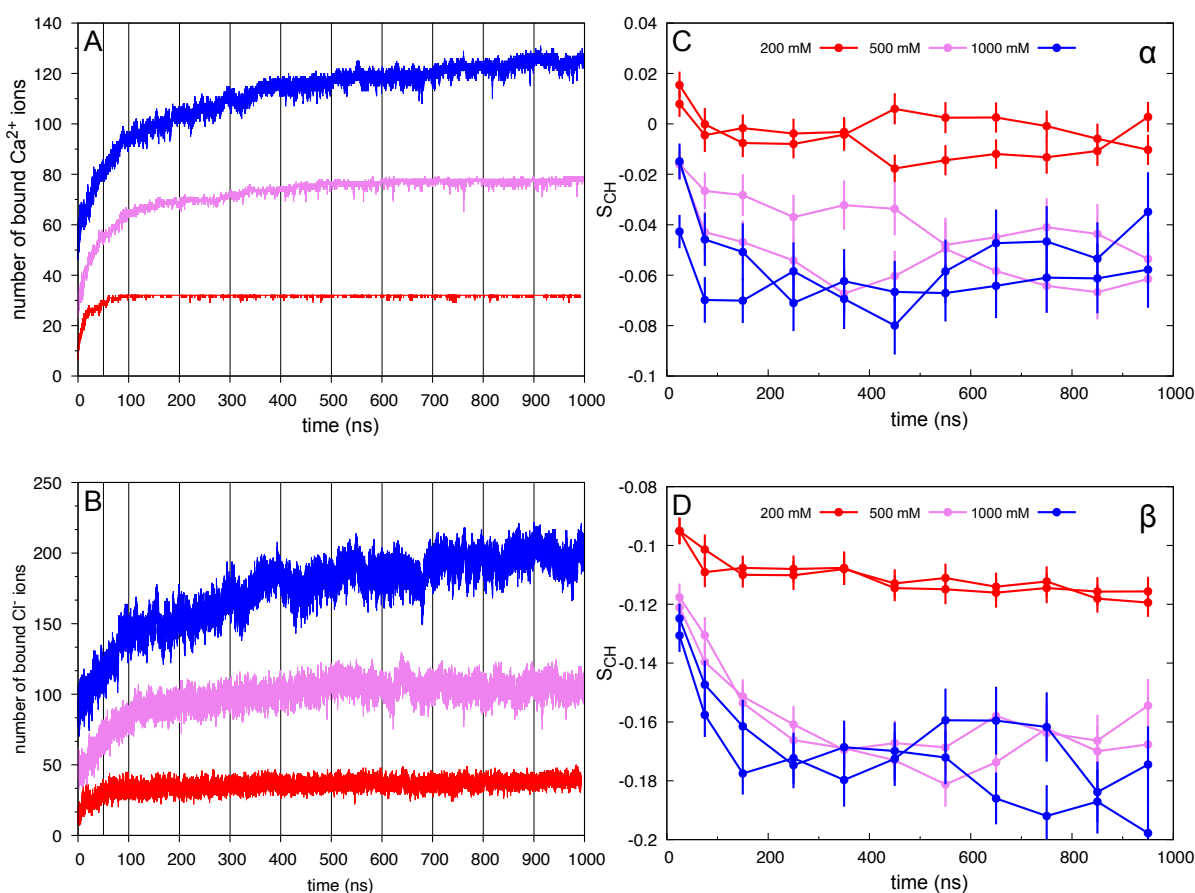 A
number of bound Ca²⁺ ions
140
120
100
80
60
40
20
0
0 100 200 300 400 500 600 700 800 900 1000
time (ns)
C
α
200 mM 500 mM 1000 mM
S_CH
0.04
0.02
0
-0.02
-0.04
-0.06
-0.08
-0.1
0 200 400 600 800 1000
time (ns)
B
number of bound Cl⁻ ions
250
200
150
100
50
0
0 100 200 300 400 500 600 700 800 900 1000
time (ns)
D
β
200 mM 500 mM 1000 mM
S_CH
-0.08
-0.1
-0.12
-0.14
-0.16
-0.18
-0.2
0 200 400 600 800 1000
time (ns)